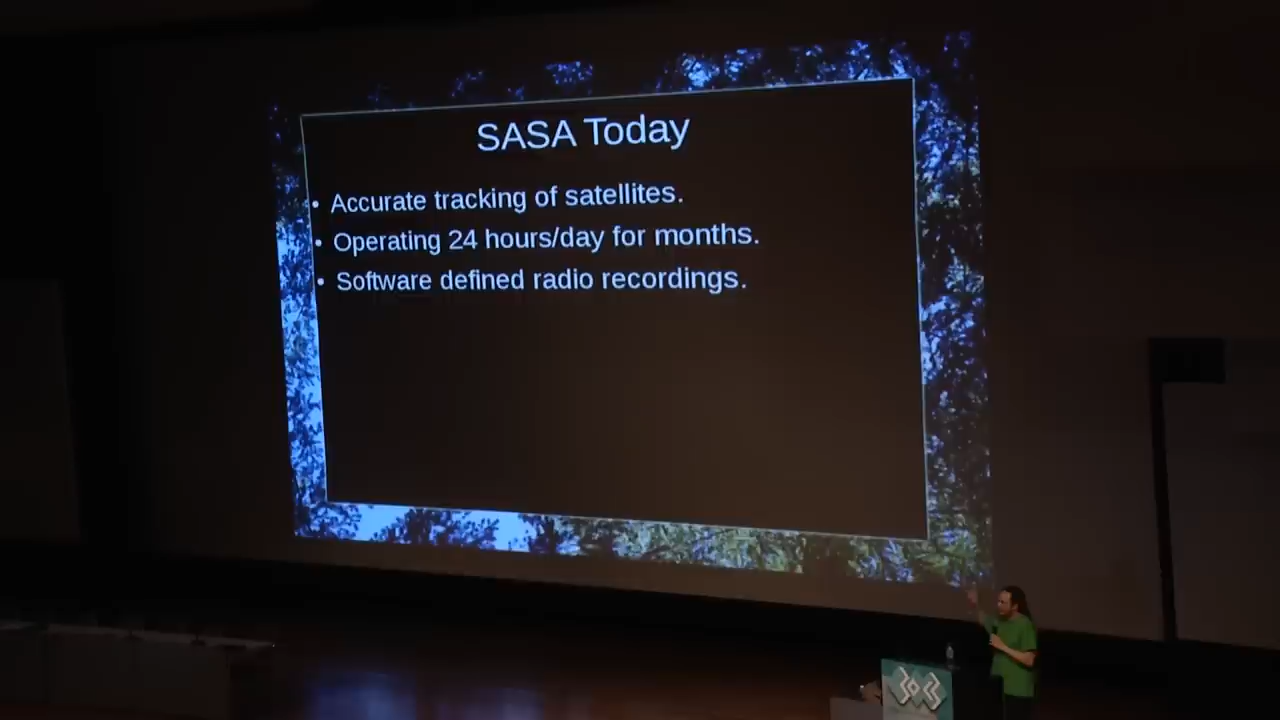 SASA Today
• Accurate tracking of satellites.
• Operating 24 hours/day for months.
• Software defined radio recordings.